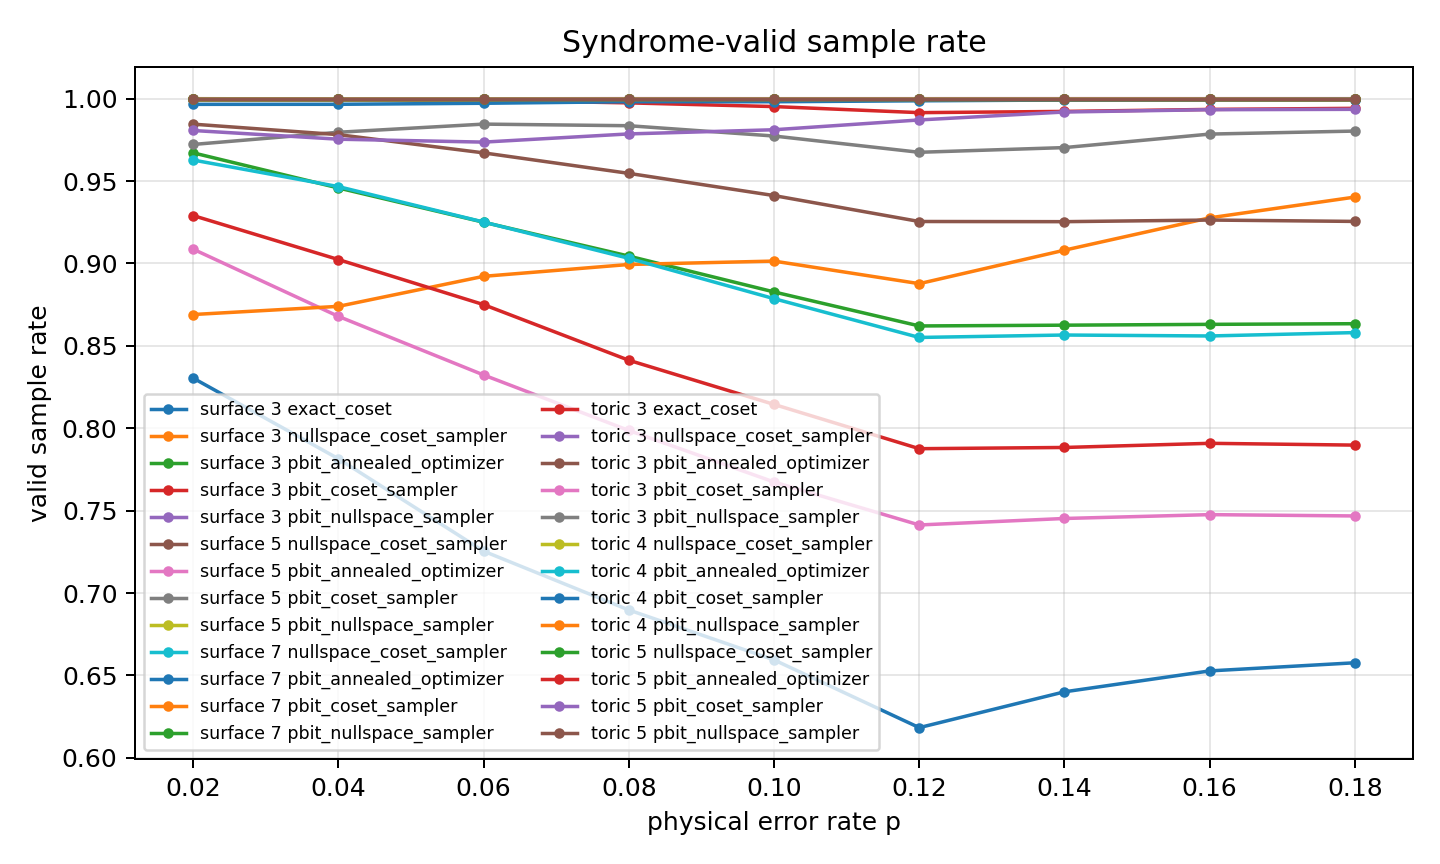 Syndrome-valid sample rate
1.00
0.95
0.90
0.85
0.80
0.75
0.70
0.65
0.60
valid sample rate
surface 3 exact_coset
surface 3 nullspace_coset_sampler
surface 3 pbit_annealed_optimizer
surface 3 pbit_coset_sampler
surface 3 pbit_nullspace_sampler
surface 5 nullspace_coset_sampler
surface 5 pbit_annealed_optimizer
surface 5 pbit_coset_sampler
surface 5 pbit_nullspace_sampler
surface 7 nullspace_coset_sampler
surface 7 pbit_annealed_optimizer
surface 7 pbit_coset_sampler
surface 7 pbit_nullspace_sampler
toric 3 exact_coset
toric 3 nullspace_coset_sampler
toric 3 pbit_annealed_optimizer
toric 3 pbit_coset_sampler
toric 3 pbit_nullspace_sampler
toric 4 nullspace_coset_sampler
toric 4 pbit_annealed_optimizer
toric 4 pbit_coset_sampler
toric 4 pbit_nullspace_sampler
toric 5 nullspace_coset_sampler
toric 5 pbit_annealed_optimizer
toric 5 pbit_coset_sampler
toric 5 pbit_nullspace_sampler
0.02 0.04 0.06 0.08 0.10 0.12 0.14 0.16 0.18
physical error rate p